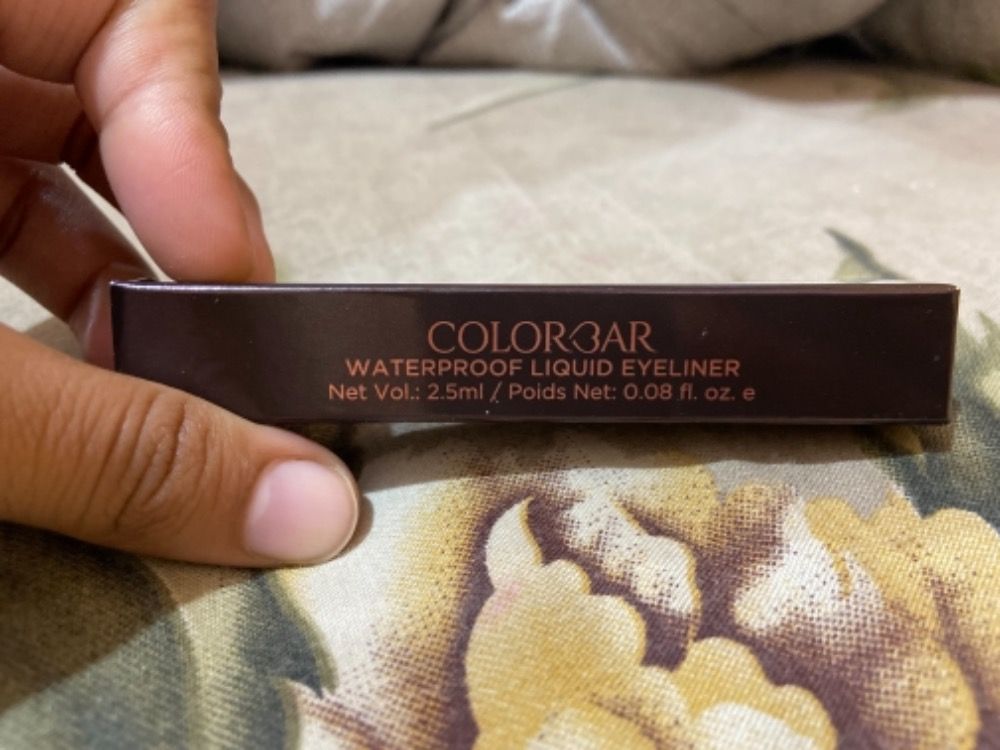 COLORBAR
WATERPROOF LIQUID EYELINER
Net Vol.: 2.5ml / Poids Net: 0.08 fl. oz. e